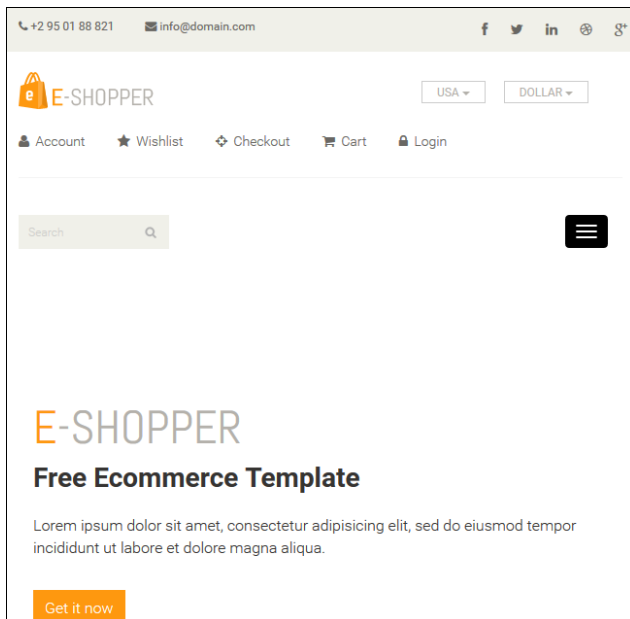 +2 95 01 88 821 info@domain.com
E-SHOPPER USA DOLLAR
Account Wishlist Checkout Cart Login
Search
E-SHOPPER
Free Ecommerce Template
Lorem ipsum dolor sit amet, consectetur adipisicing elit, sed do eiusmod tempor
incididunt ut labore et dolore magna aliqua.
Get it now